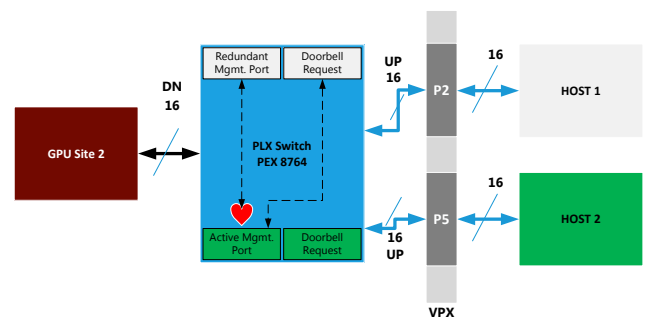 Redundant
Mgmt. Port
Doorbell
Request
UP
16
16
P2
HOST 1
DN
16
PLX Switch
PEX 8764
GPU Site 2
16
P5
HOST 2
16
UP
Active Mgmt.
Port
Doorbell
Request
VPX